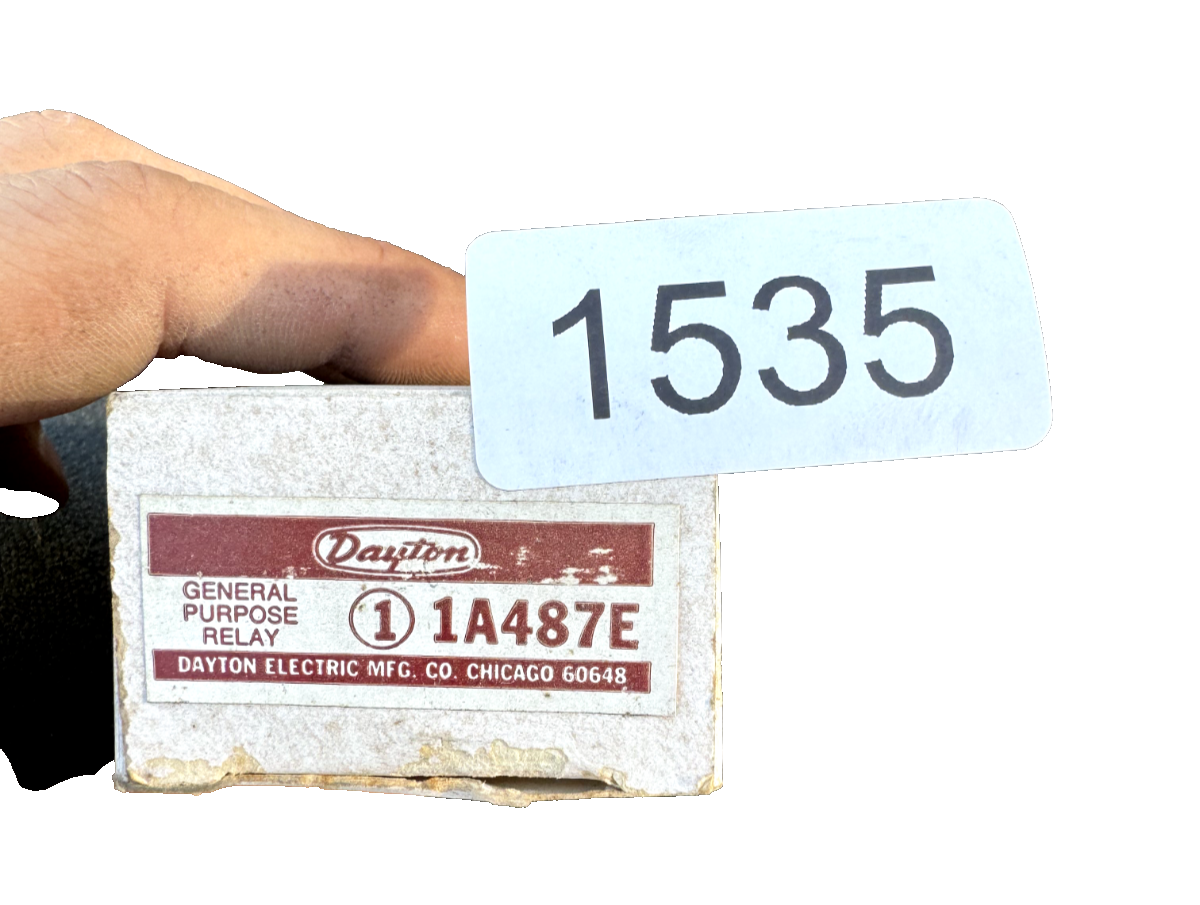 1535
Dayton
GENERAL
PURPOSE
RELAY
1 1A487E
DAYTON ELECTRIC MFG. CO. CHICAGO 60648